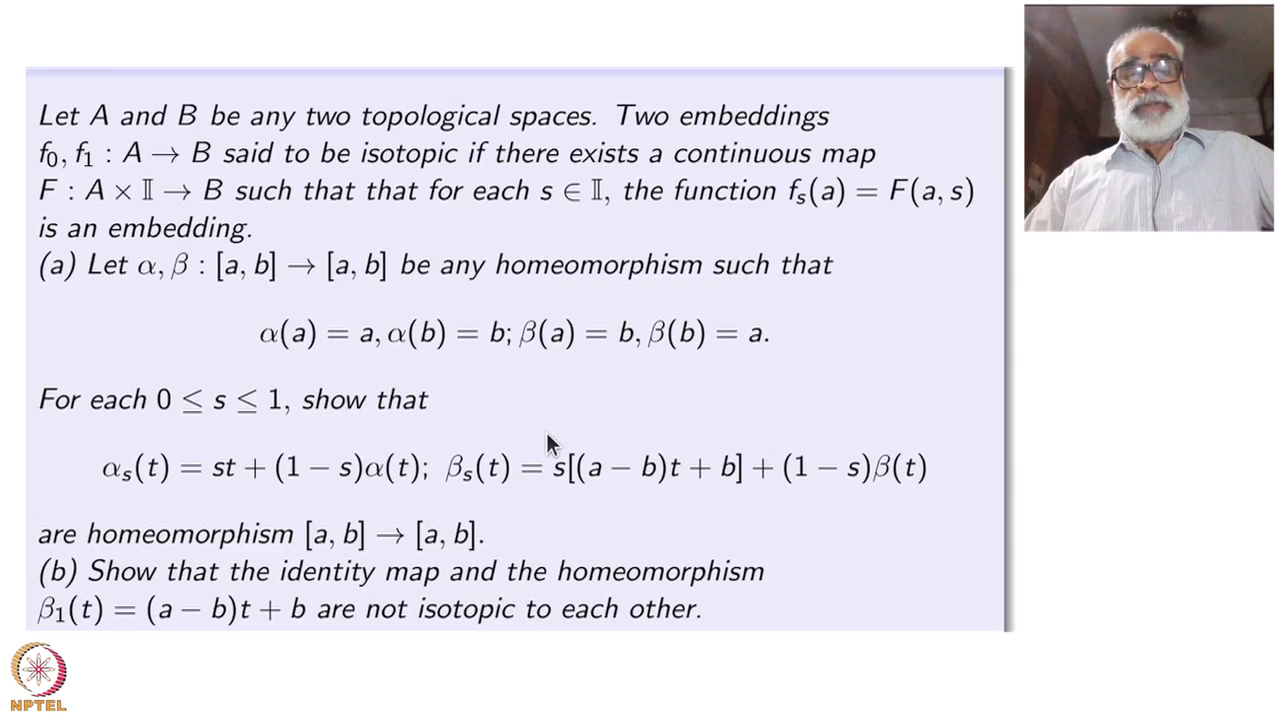 Let A and B be any two topological spaces. Two embeddings
f₀, f₁ : A → B said to be isotopic if there exists a continuous map
F : A × 𝕀 → B such that that for each s ∈ 𝕀, the function fₛ(a) = F(a, s)
is an embedding.
(a) Let α, β : [a, b] → [a, b] be any homeomorphism such that
α(a) = a, α(b) = b; β(a) = b, β(b) = a.
For each 0 ≤ s ≤ 1, show that
αₛ(t) = st + (1 − s)α(t); βₛ(t) = s[(a − b)t + b] + (1 − s)β(t)
are homeomorphism [a, b] → [a, b].
(b) Show that the identity map and the homeomorphism
β₁(t) = (a − b)t + b are not isotopic to each other.
NPTEL